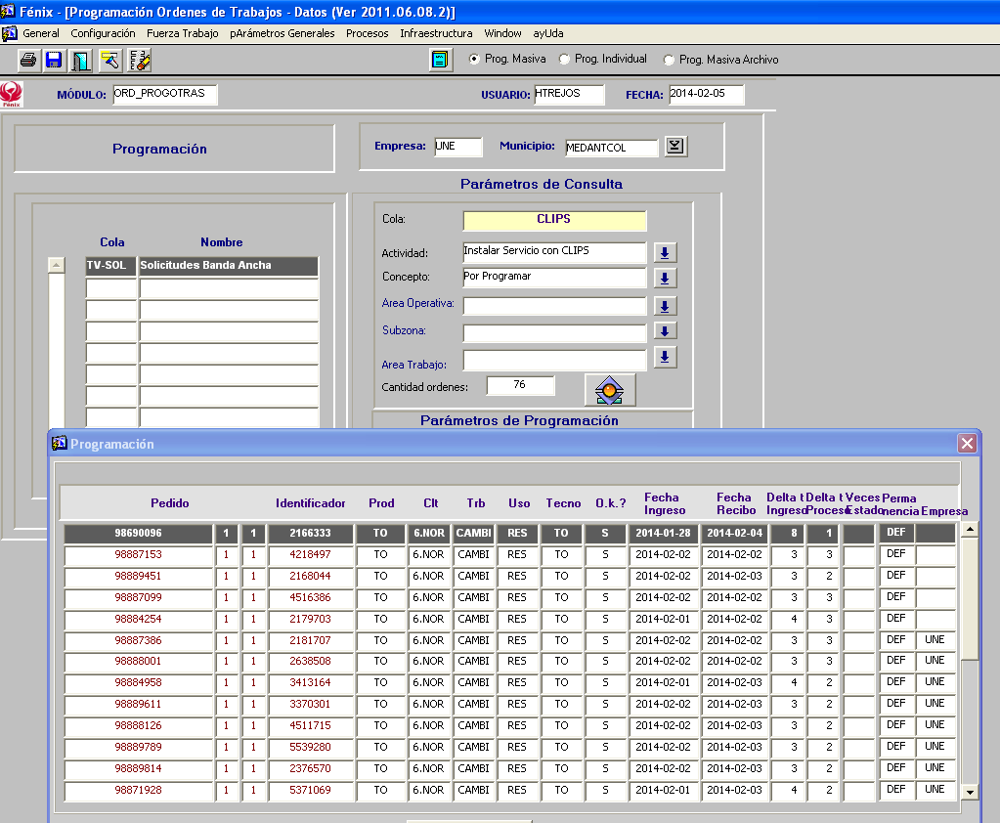 Fénix - [Programación Ordenes de Trabajos - Datos (Ver 2011.06.08.2)]
General Configuración Fuerza Trabajo pArámetros Generales Procesos Infraestructura Window ayUda
Prog. Masiva Prog. Individual Prog. Masiva Archivo
Fénix MÓDULO: ORD_PROGOTRAS USUARIO: HTREJOS FECHA: 2014-02-05
Programación Empresa: UNE Municipio: MEDANTCOL
Parámetros de Consulta
Cola: CLIPS
Cola Nombre
Actividad: Instalar Servicio con CLIPS
TV-SOL Solicitudes Banda Ancha
Concepto: Por Programar
Area Operativa:
Subzona:
Area Trabajo:
Cantidad ordenes: 76
Parámetros de Programación
Programación
Pedido Identificador Prod Clt Trb Uso Tecno O.k.? Fecha Ingreso Fecha Recibo Delta t Ingreso Delta t Proceso Veces Estado Perma nencia Empresa
98690096 1 1 2166333 TO 6.NOR CAMBI RES TO S 2014-01-28 2014-02-04 8 1 DEF
98887153 1 1 4218497 TO 6.NOR CAMBI RES TO S 2014-02-02 2014-02-02 3 3 DEF
98889451 1 1 2168044 TO 6.NOR CAMBI RES TO S 2014-02-02 2014-02-03 3 2 DEF
98887099 1 1 4516386 TO 6.NOR CAMBI RES TO S 2014-02-02 2014-02-02 3 3 DEF
98884254 1 1 2179703 TO 6.NOR CAMBI RES TO S 2014-02-01 2014-02-02 4 3 DEF
98887386 1 1 2181707 TO 6.NOR CAMBI RES TO S 2014-02-02 2014-02-02 3 3 DEF UNE
98888001 1 1 2638508 TO 6.NOR CAMBI RES TO S 2014-02-02 2014-02-02 3 3 DEF UNE
98884958 1 1 3413164 TO 6.NOR CAMBI RES TO S 2014-02-01 2014-02-03 4 2 DEF UNE
98889611 1 1 3370301 TO 6.NOR CAMBI RES TO S 2014-02-02 2014-02-03 3 2 DEF UNE
98888126 1 1 4511715 TO 6.NOR CAMBI RES TO S 2014-02-02 2014-02-03 3 2 DEF UNE
98889789 1 1 5539280 TO 6.NOR CAMBI RES TO S 2014-02-02 2014-02-03 3 2 DEF UNE
98889814 1 1 2376570 TO 6.NOR CAMBI RES TO S 2014-02-02 2014-02-03 3 2 DEF UNE
98871928 1 1 5371069 TO 6.NOR CAMBI RES TO S 2014-02-01 2014-02-03 4 2 DEF UNE